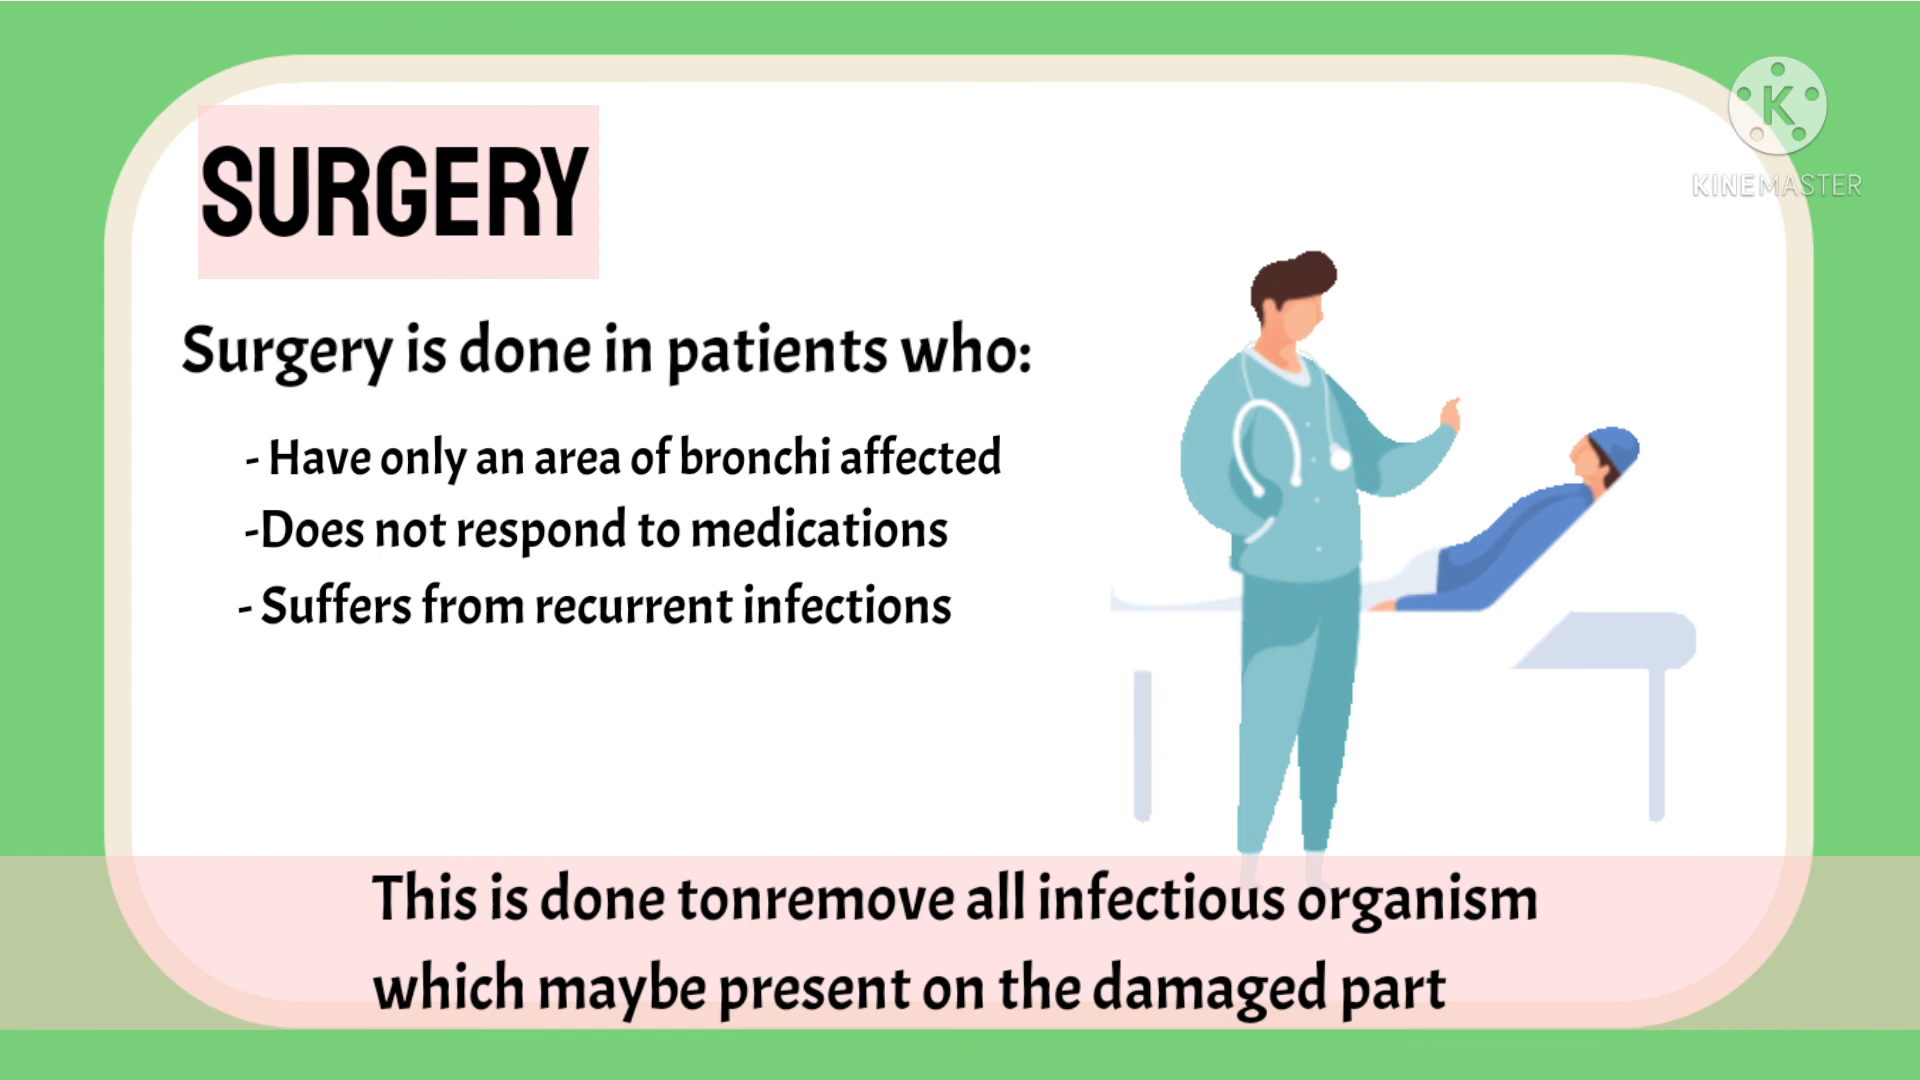 SURGERY
K
KINEMASTER
Surgery is done in patients who:
- Have only an area of bronchi affected
-Does not respond to medications
- Suffers from recurrent infections
This is done tonremove all infectious organism
which maybe present on the damaged part